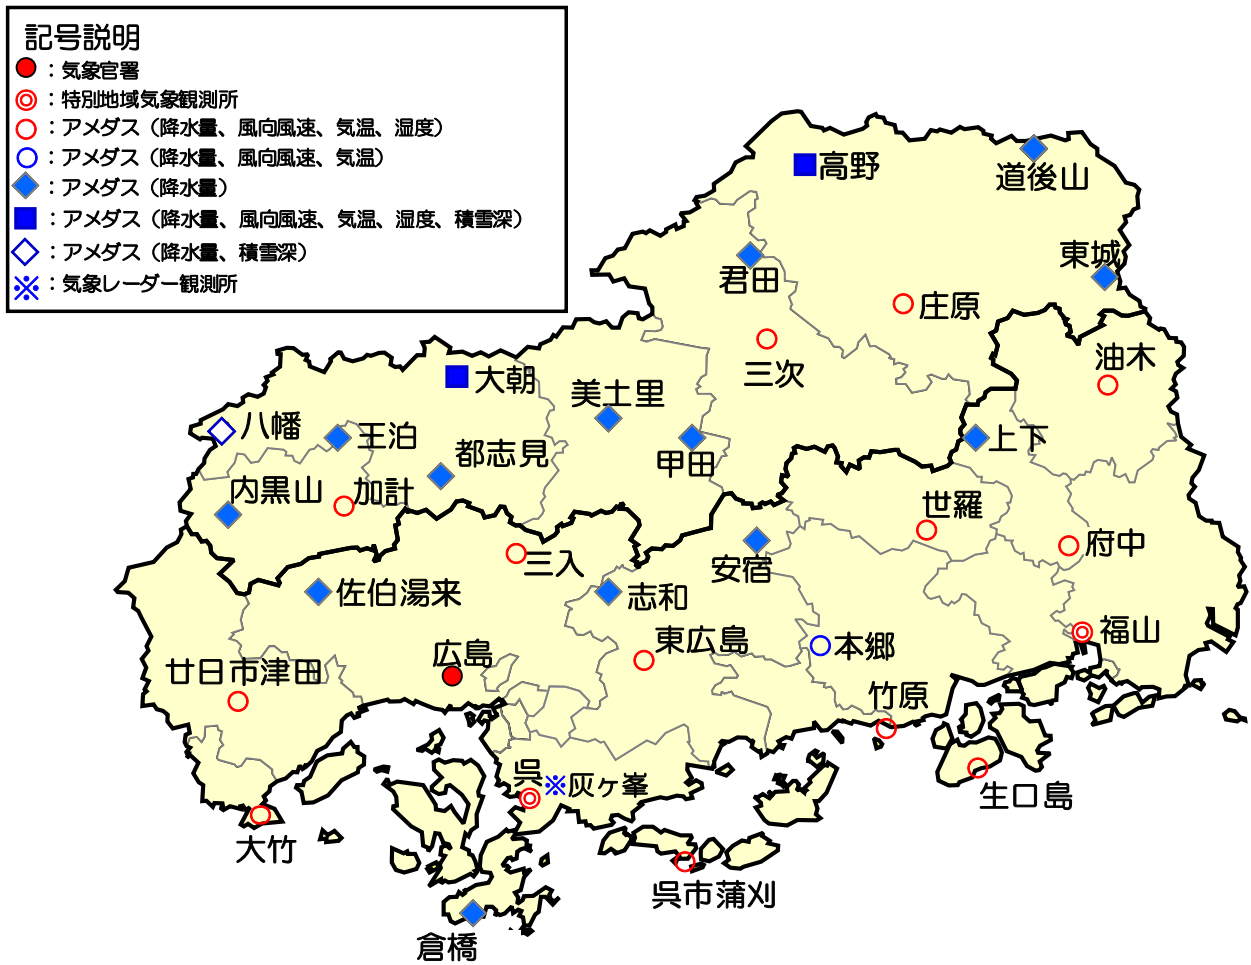 記号説明
：気象官署
：特別地域気象観測所
：アメダス（降水量、風向風速、気温、湿度）
：アメダス（降水量、風向風速、気温）
：アメダス（降水量）
：アメダス（降水量、風向風速、気温、湿度、積雪深）
：アメダス（降水量、積雪深）
：気象レーダー観測所
高野
道後山
東城
君田
庄原
三次
油木
大朝
美土里
八幡
王泊
都志見
甲田
上下
内黒山
加計
世羅
府中
三入
安宿
佐伯湯来
志和
東広島
本郷
福山
広島
廿日市津田
竹原
呉
※灰ヶ峯
生口島
大竹
呉市蒲刈
倉橋